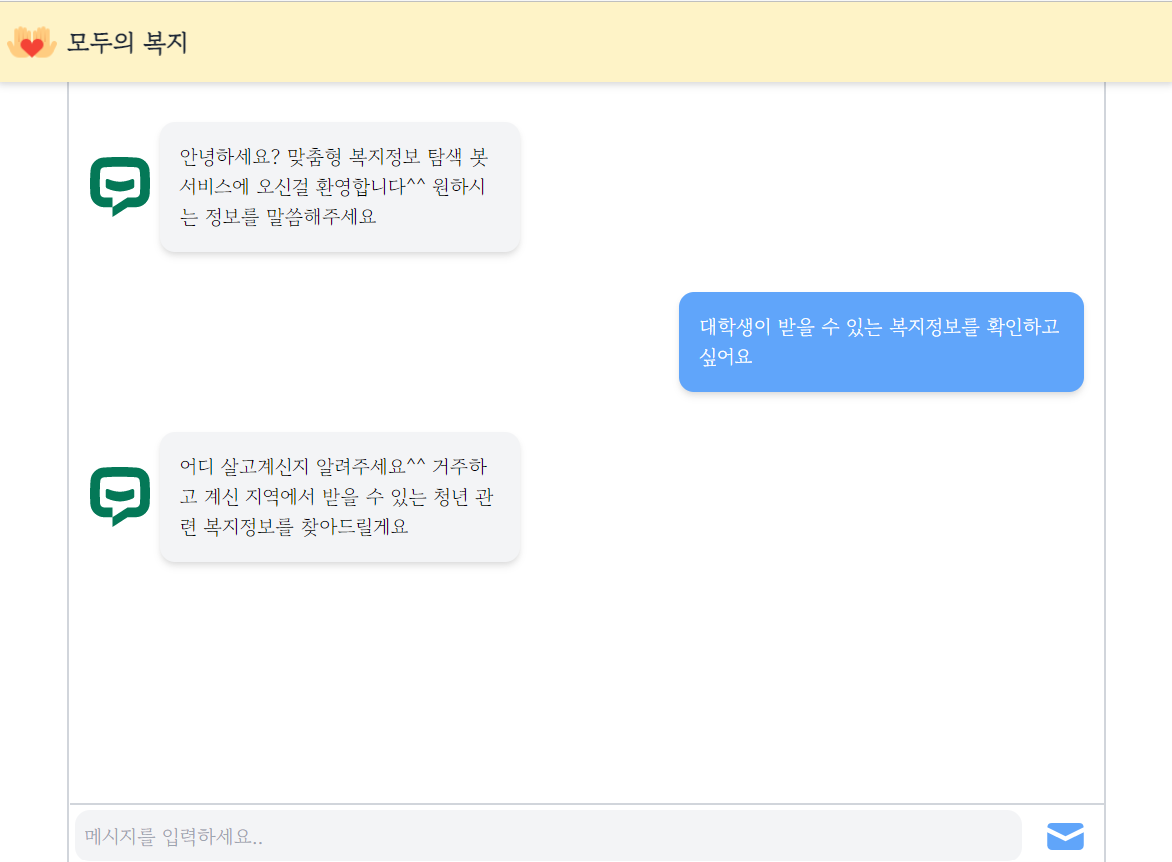 모두의 복지
안녕하세요? 맞춤형 복지정보 탐색 봇
서비스에 오신걸 환영합니다^^ 원하시
는 정보를 말씀해주세요
대학생이 받을 수 있는 복지정보를 확인하고
싶어요
어디 살고계신지 알려주세요^^ 거주하
고 계신 지역에서 받을 수 있는 청년 관
련 복지정보를 찾아드릴게요
메시지를 입력하세요..